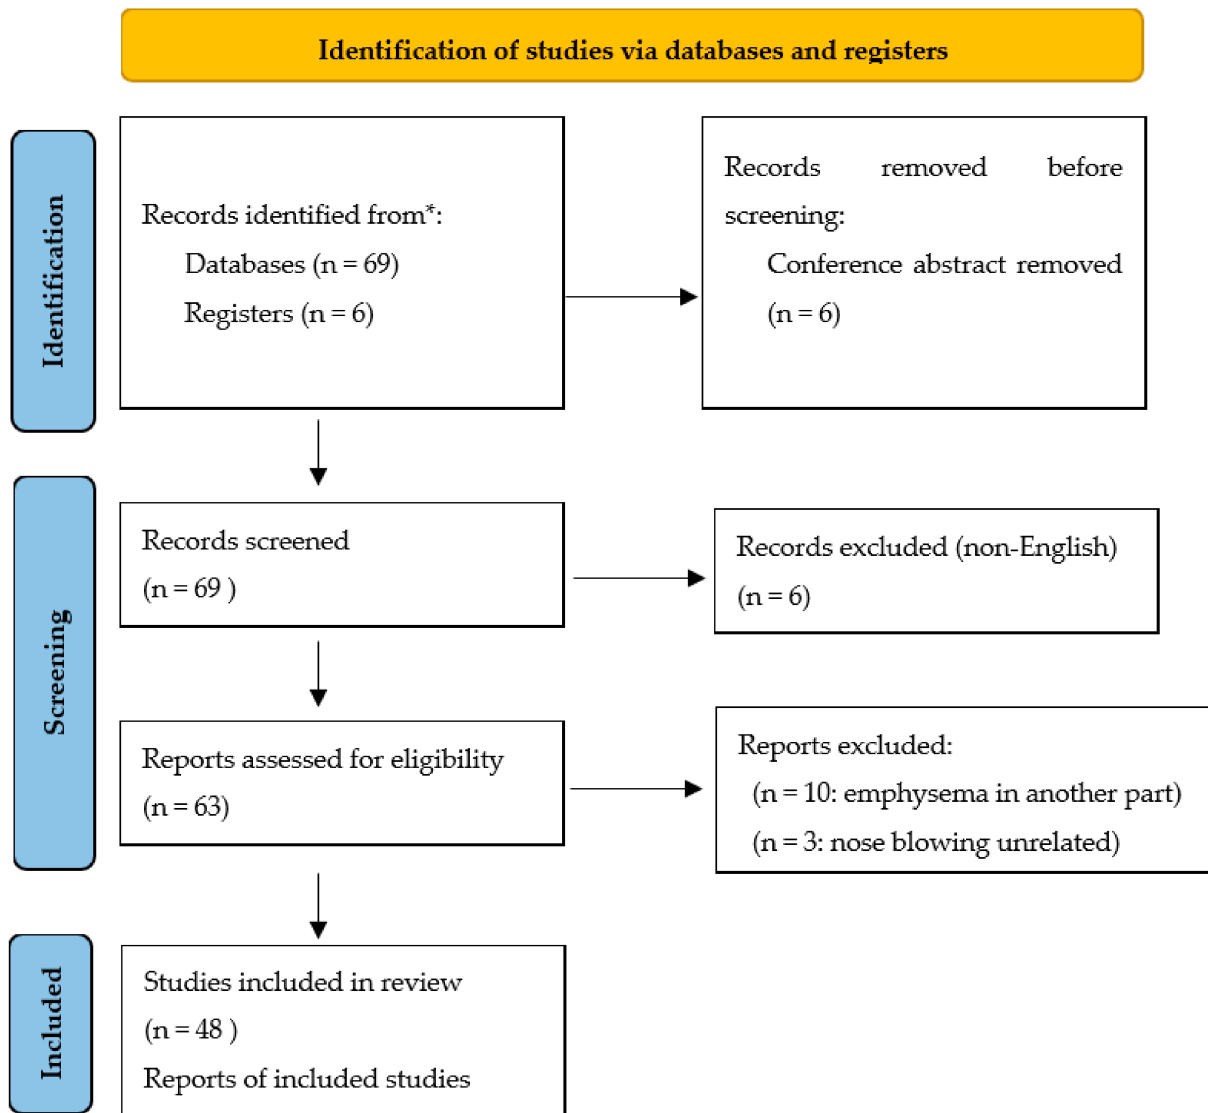 Identification of studies via databases and registers
Identification
Records identified from*:
Databases (n = 69)
Registers (n = 6)
Records removed before
screening:
Conference abstract removed
(n = 6)
Screening
Records screened
(n = 69 )
Records excluded (non-English)
(n = 6)
Reports assessed for eligibility
(n = 63)
Reports excluded:
(n = 10: emphysema in another part)
(n = 3: nose blowing unrelated)
Included
Studies included in review
(n = 48 )
Reports of included studies